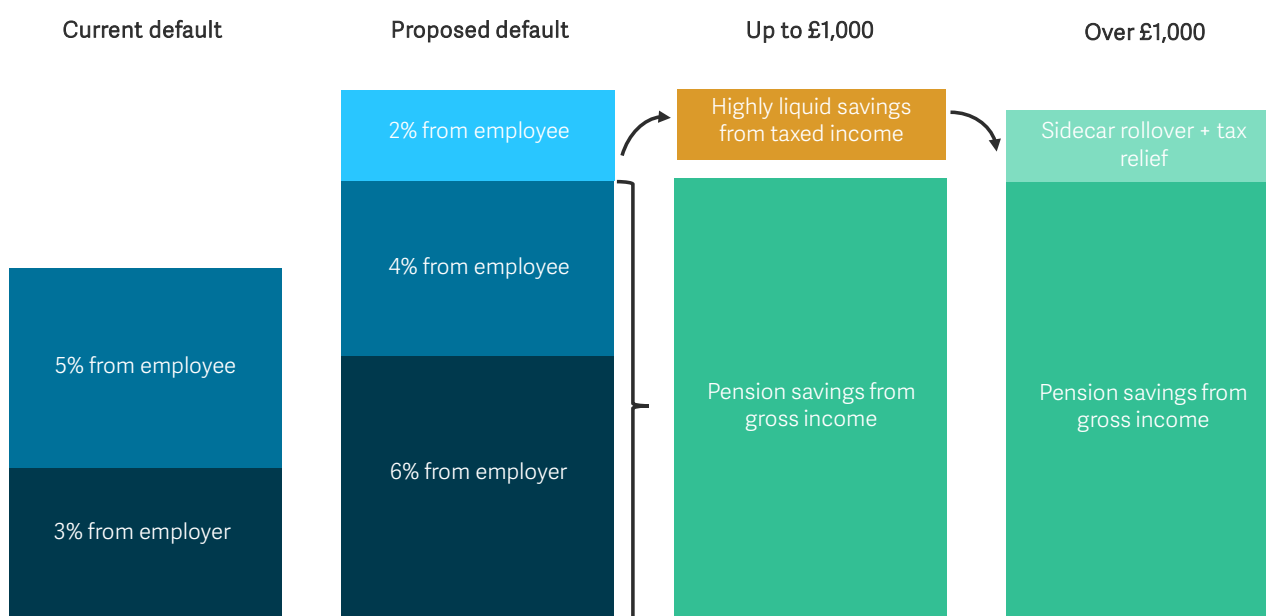 Current default
Proposed default
Up to £1,000
Over £1,000
5% from employee
3% from employer
2% from employee
4% from employee
6% from employer
Highly liquid savings
from taxed income
Pension savings from
gross income
Sidecar rollover + tax
relief
Pension savings from
gross income